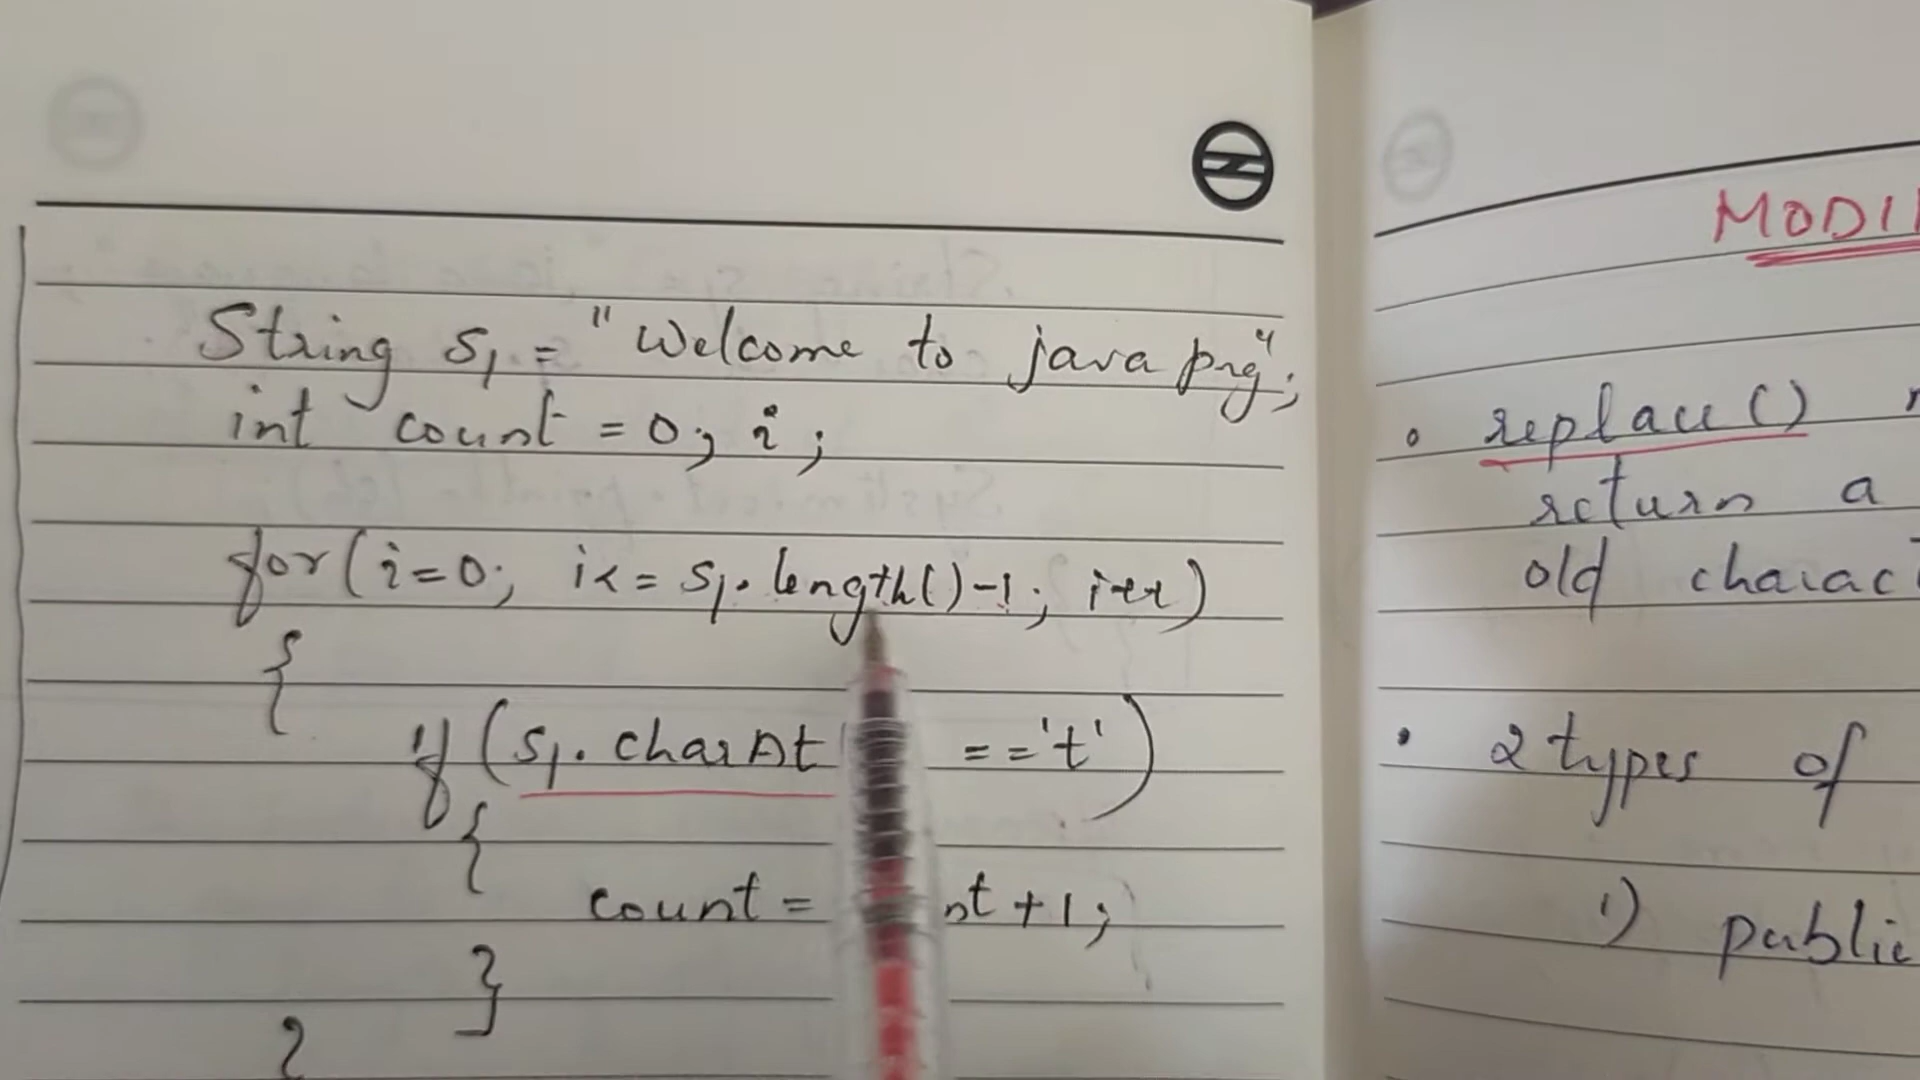 String s1 = "Welcome to java prg";
int count = 0; i;
for(i=0; i<= s1.length()-1; i++)
{
if (s1.charAt =='t')
{
count = nt +1;
}
}
MODI
• replace()
return a
old charact
• 2 types of
1) public